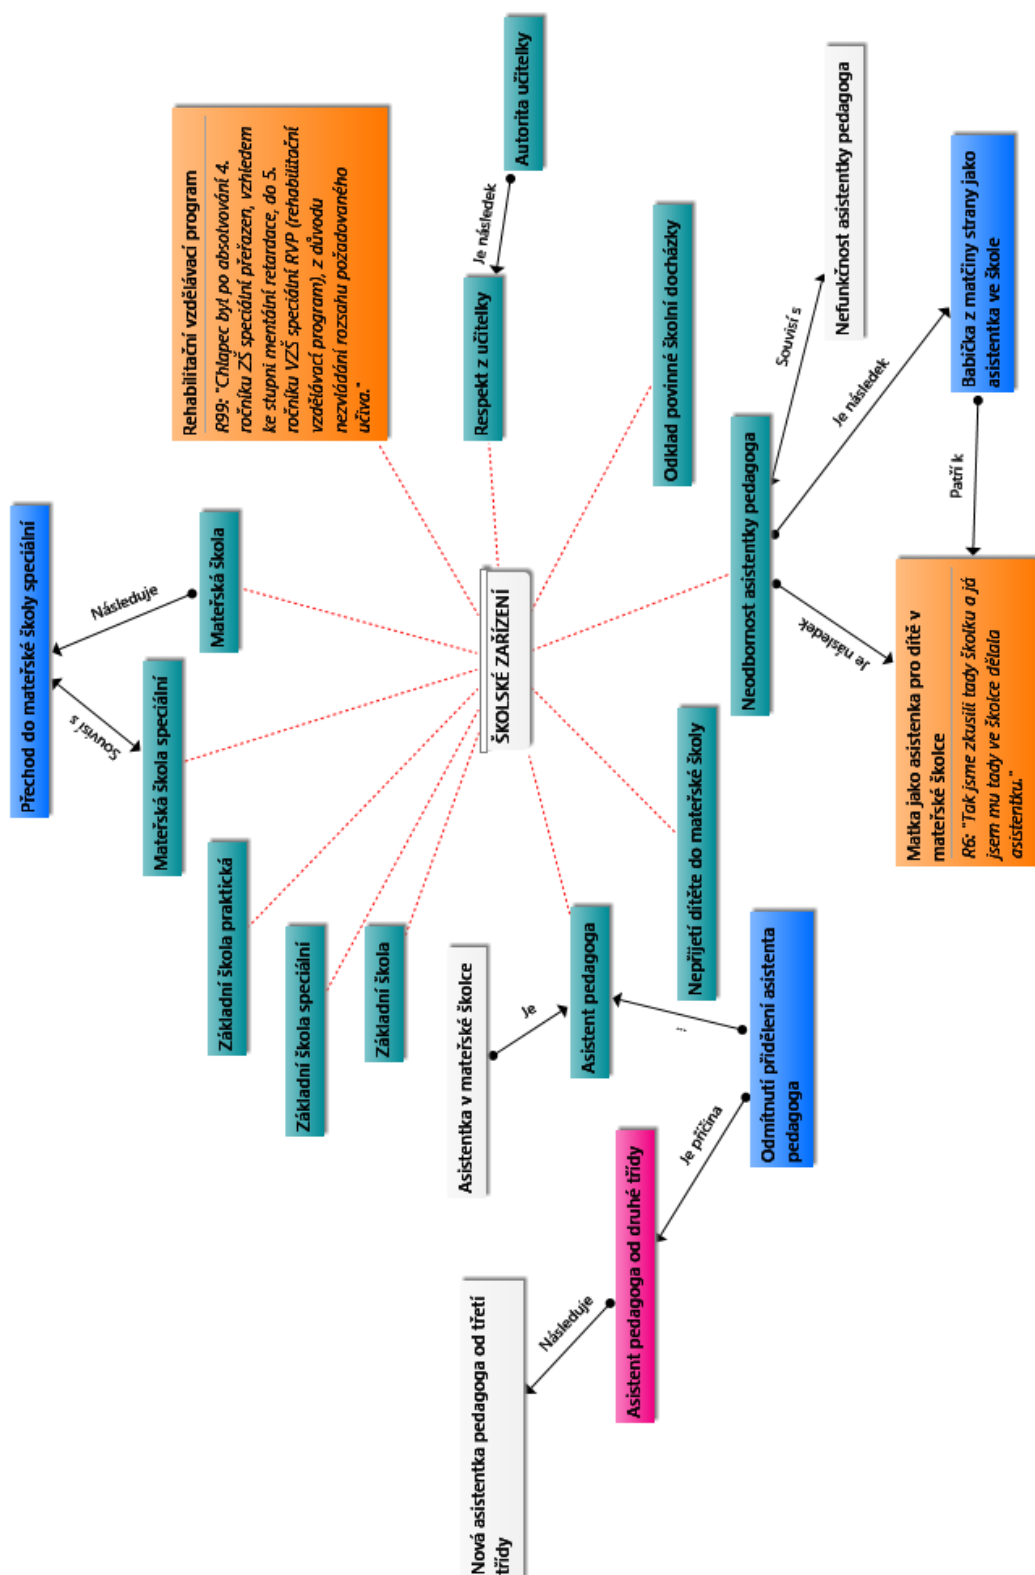 Přechod do mateřské školy speciální
Následuje
Souvisí s
Mateřská škola speciální
Mateřská škola
Rehabilitační vzdělávací program
R99: "Chlapec byl po absolvování 4.
ročníku ZŠ speciální přeřazen, vzhledem
ke stupni mentální retardace, do 5.
ročníku VZŠ speciální RVP (rehabilitační
vzdělávací program), z důvodu
nezvládání rozsahu požadovaného
učiva."
Základní škola praktická
Základní škola speciální
Základní škola
Asistentka v mateřské školce
Je
Nová asistentka pedagoga od třetí
třídy
Následuje
ŠKOLSKÉ ZAŘÍZENÍ
Respekt z učitelky
Je následek
Autorita učitelky
Asistent pedagoga
Asistent pedagoga od druhé třídy
Je příčina
Nepřijetí dítěte do mateřské školy
Odklad povinné školní docházky
Odmítnutí přidělení asistenta
pedagoga
Neodbornost asistentky pedagoga
Souvisí s
Nefunkčnost asistentky pedagoga
Je následek
Je následek
Matka jako asistenka pro dítě v
mateřské školce
R6: "Tak jsme zkusili tady školku a já
jsem mu tady ve školce dělala
asistentku."
Patří k
Babička z matčiny strany jako
asistentka ve škole